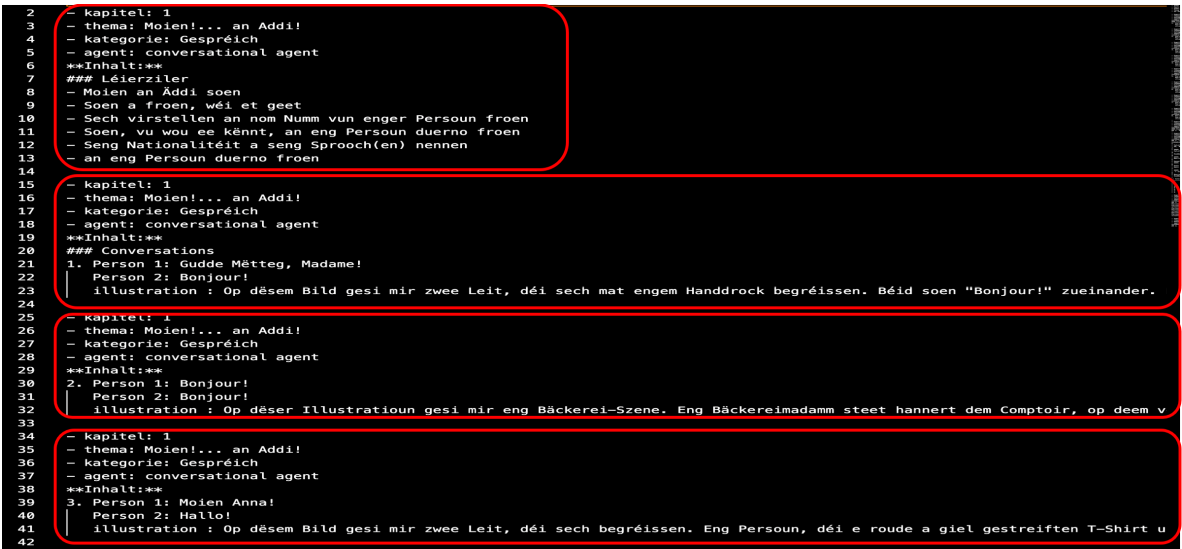 2 - kapitel: 1
3 - thema: Moien!... an Addi!
4 - kategorie: Gespréich
5 - agent: conversational agent
6 **Inhalt:**
7 ### Léierziler
8 - Moien an Äddi soen
9 - Soen a froen, wéi et geet
10 - Sech virstellen an nom Numm vun enger Persoun froen
11 - Soen, vu wou ee kënnt, an eng Persoun duerno froen
12 - Seng Nationalitéit a seng Sprooch(en) nennen
13 - an eng Persoun duerno froen
14
15 - kapitel: 1
16 - thema: Moien!... an Addi!
17 - kategorie: Gespréich
18 - agent: conversational agent
19 **Inhalt:**
20 ### Conversations
21 1. Person 1: Gudde Mëtteg, Madame!
22 Person 2: Bonjour!
23 illustration : Op dësem Bild gesi mir zwee Leit, déi sech mat engem Handdrock begréissen. Béid soen "Bonjour!" zueinander.
24
25 - kapitel: 1
26 - thema: Moien!... an Addi!
27 - kategorie: Gespréich
28 - agent: conversational agent
29 **Inhalt:**
30 2. Person 1: Bonjour!
31 Person 2: Bonjour!
32 illustration : Op dëser Illustratioun gesi mir eng Bäckerei-Szene. Eng Bäckereimadamm steet hannert dem Comptoir, op deem v
33
34 - kapitel: 1
35 - thema: Moien!... an Addi!
36 - kategorie: Gespréich
37 - agent: conversational agent
38 **Inhalt:**
39 3. Person 1: Moien Anna!
40 Person 2: Hallo!
41 illustration : Op dësem Bild gesi mir zwee Leit, déi sech begréissen. Eng Persoun, déi e roude a giel gestreiften T-Shirt u
42